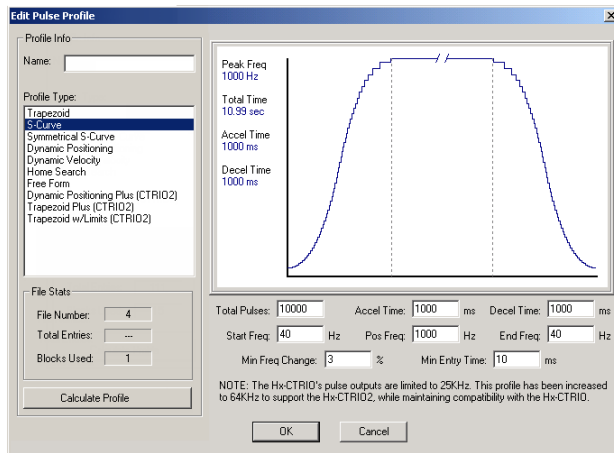 Edit Pulse Profile
Profile Info
Name:
Profile Type:
Trapezoid
S-Curve
Symmetrical S-Curve
Dynamic Positioning
Dynamic Velocity
Home Search
Free Form
Dynamic Positioning Plus (CTRIO2)
Trapezoid Plus (CTRIO2)
Trapezoid w/Limits (CTRIO2)
File Stats
File Number: 4
Total Entries: ---
Blocks Used: 1
Calculate Profile
Peak Freq
1000 Hz
Total Time
10.99 sec
Accel Time
1000 ms
Decel Time
1000 ms
Total Pulses: 10000 Accel Time: 1000 ms Decel Time: 1000 ms
Start Freq: 40 Hz Pos Freq: 1000 Hz End Freq: 40 Hz
Min Freq Change: 3 % Min Entry Time: 10 ms
NOTE: The Hx-CTRIO's pulse outputs are limited to 25KHz. This profile has been increased
to 64KHz to support the Hx-CTRIO2, while maintaining compatibility with the Hx-CTRIO.
OK Cancel